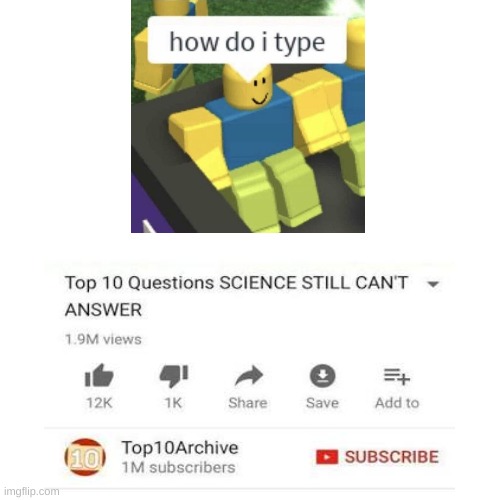 how do i type
Top 10 Questions SCIENCE STILL CAN'T
ANSWER
1.9M views
12K
1K
Share
Save
Add to
10
Top10Archive
1M subscribers
SUBSCRIBE
imgflip.com